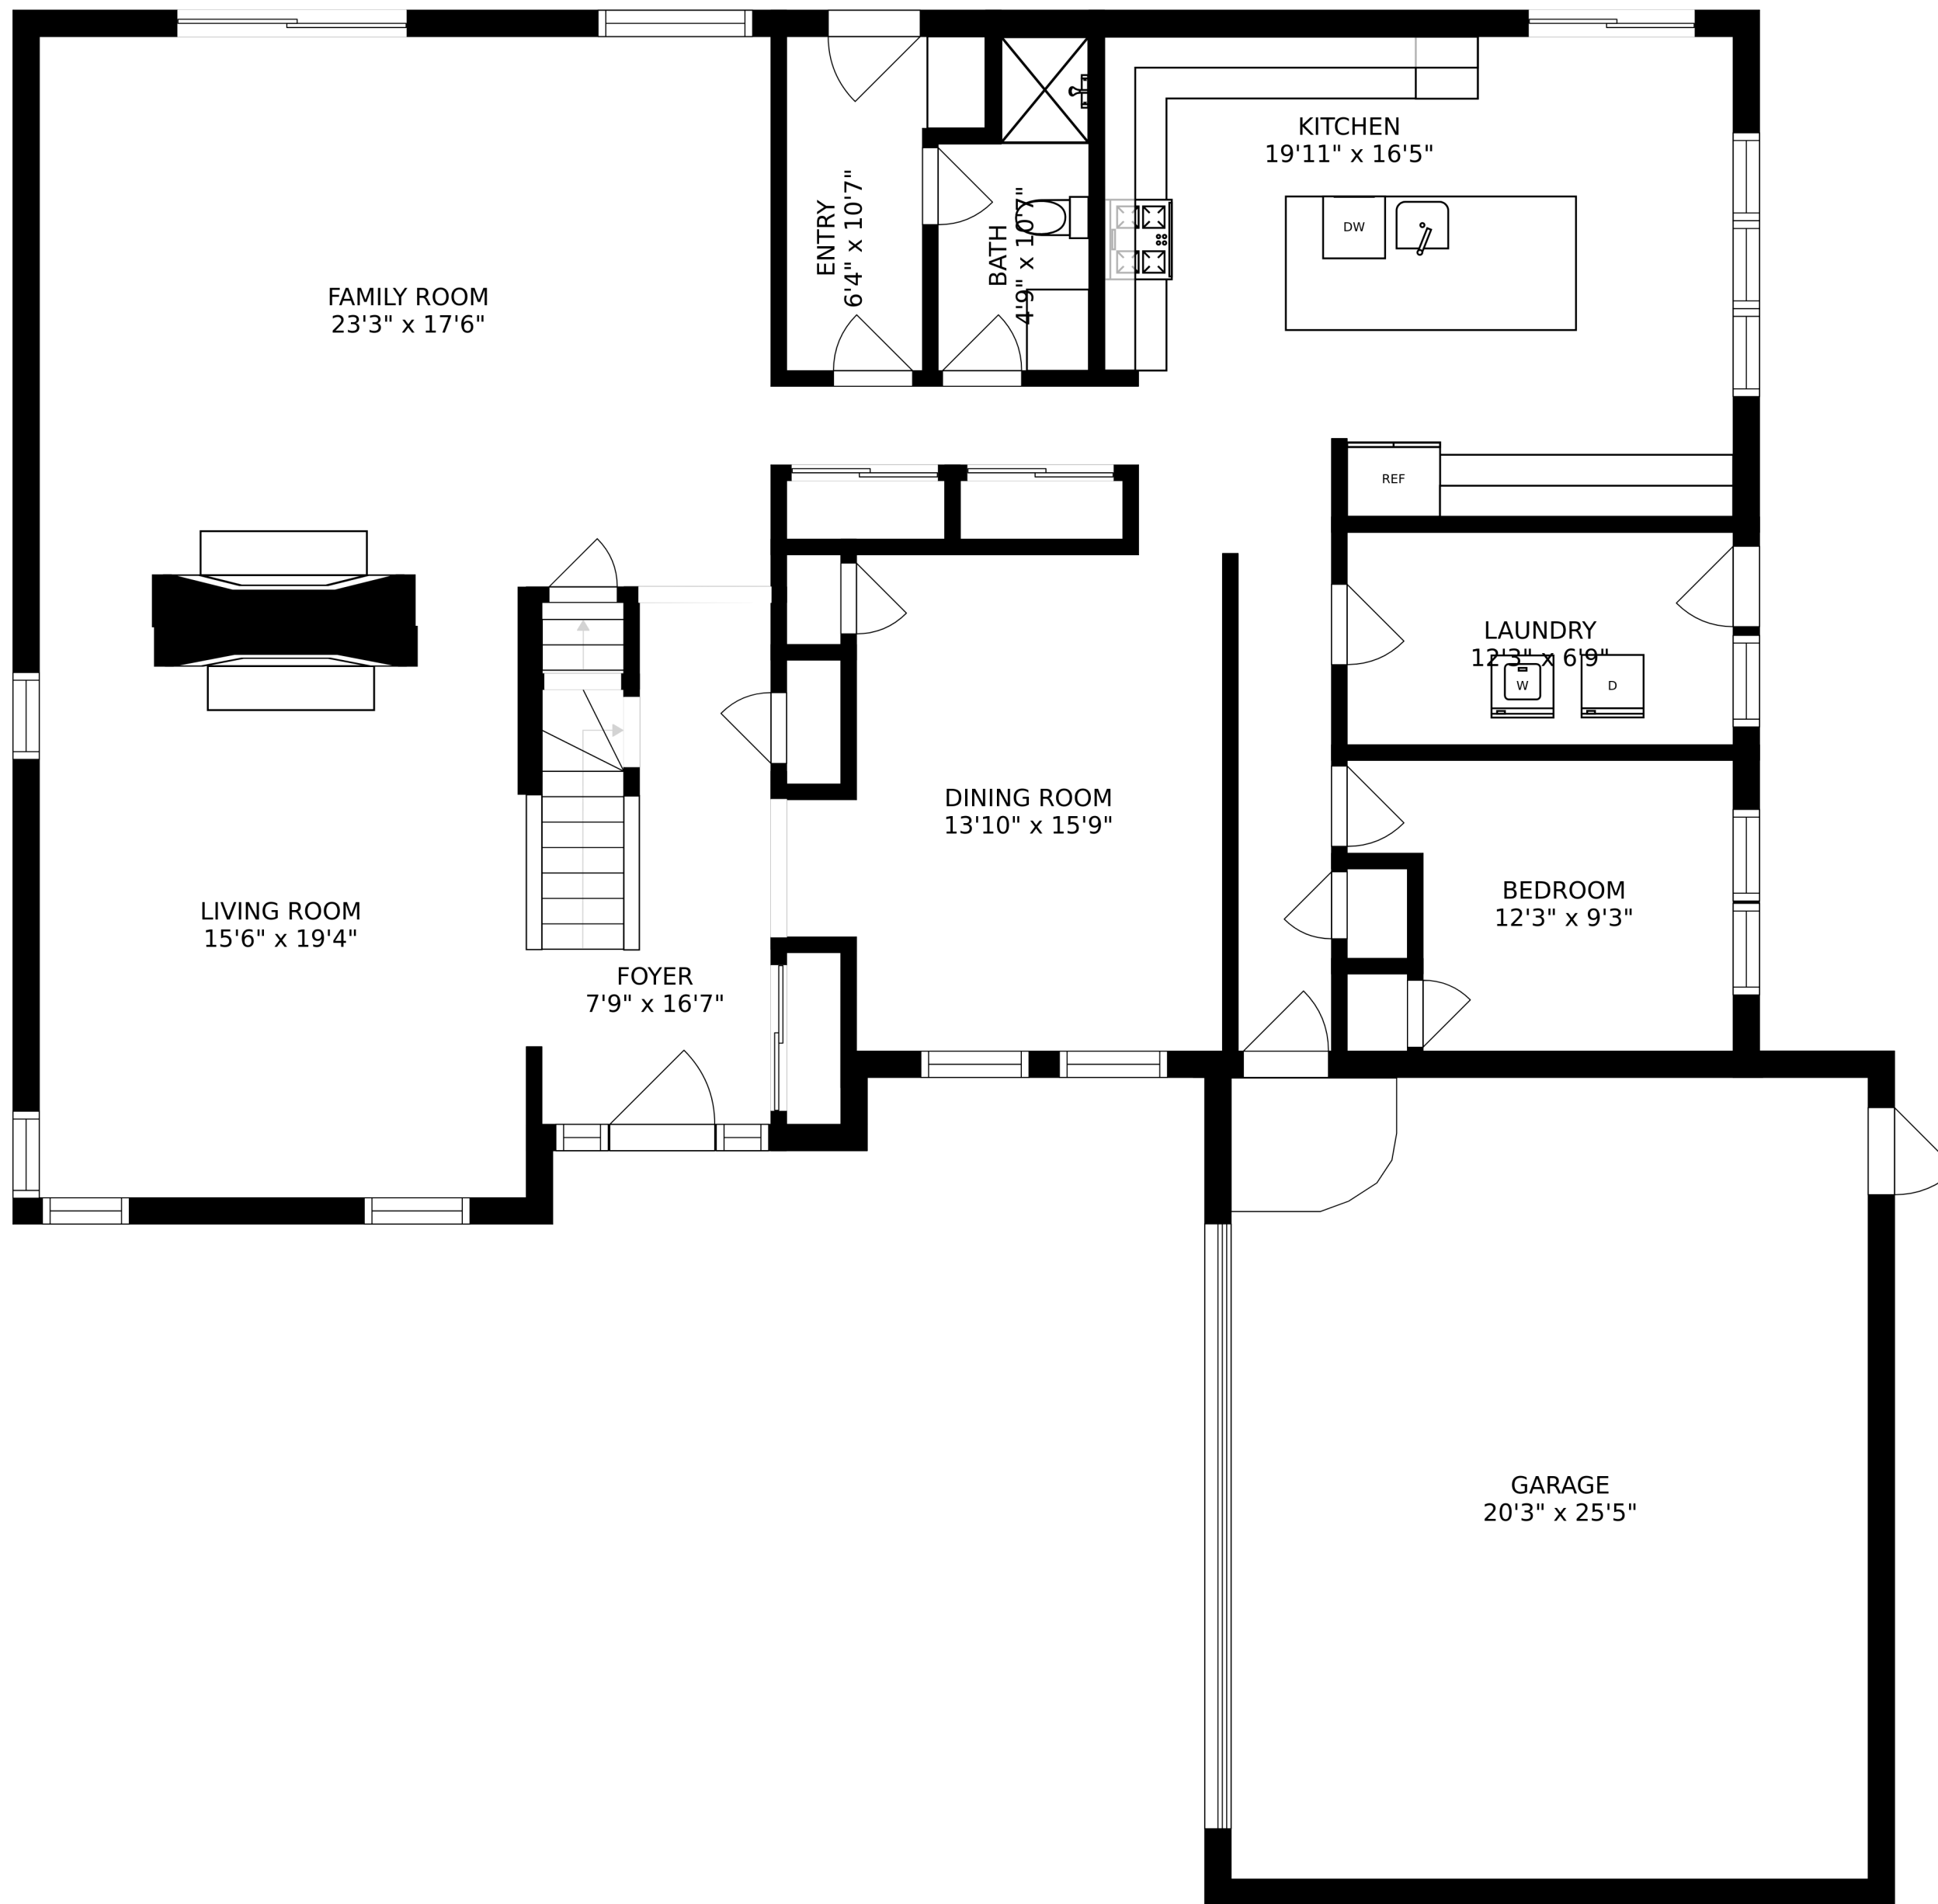 KITCHEN
19'11" x 16'5"
ENTRY
6'4" x 10'7"
BATH
4'9" x 10'7"
DW
FAMILY ROOM
23'3" x 17'6"
REF
LAUNDRY
12'3" x 6'9"
W
D
DINING ROOM
13'10" x 15'9"
BEDROOM
12'3" x 9'3"
LIVING ROOM
15'6" x 19'4"
FOYER
7'9" x 16'7"
GARAGE
20'3" x 25'5"